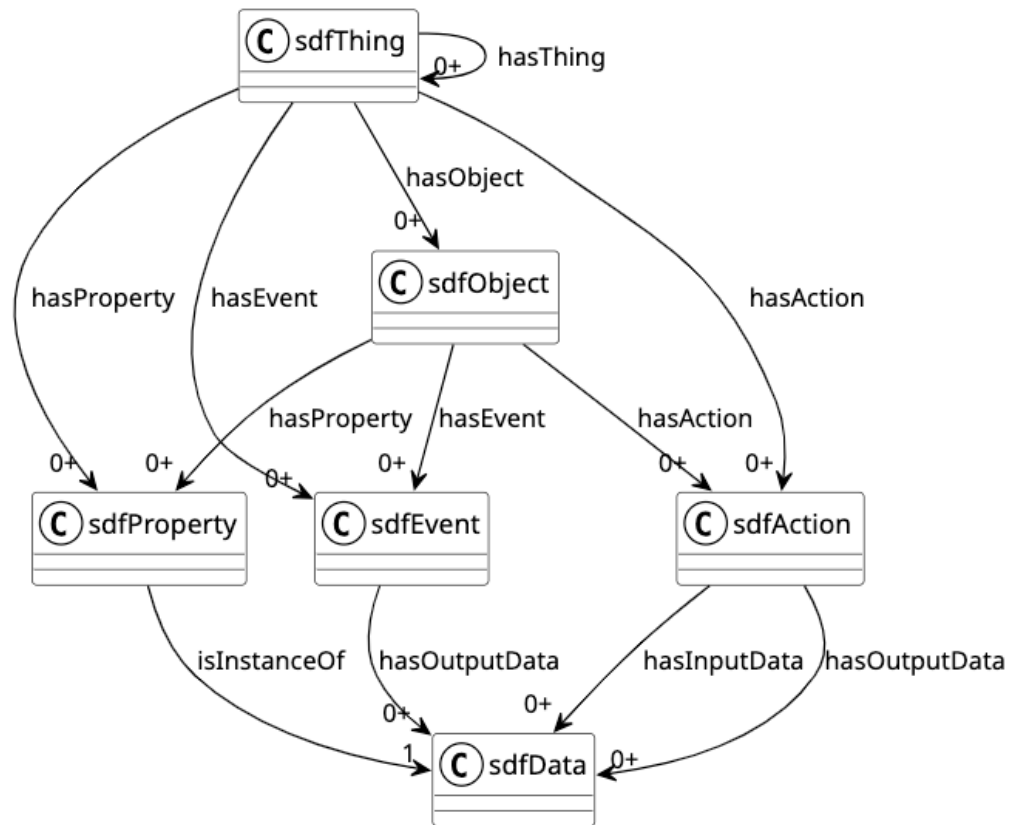 C sdfThing
0+ hasThing
hasObject
0+
C sdfObject
hasProperty
hasEvent
hasAction
hasProperty
hasEvent
hasAction
0+
0+
0+
0+
0+
0+
C sdfProperty
C sdfEvent
C sdfAction
isInstanceOf
hasOutputData
hasInputData
hasOutputData
0+
0+
1
0+
C sdfData